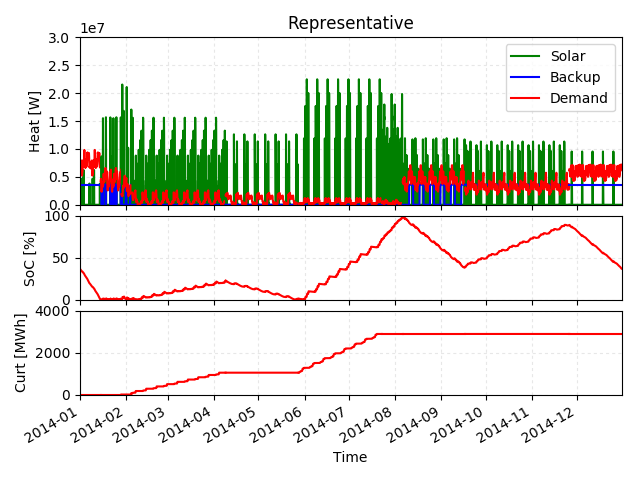 Representative
1e7
3.0
2.5
2.0
1.5
1.0
0.5
0.0
Heat [W]
Solar
Backup
Demand
100
50
0
SoC [%]
4000
2000
0
Curt [MWh]
2014-01
2014-02
2014-03
2014-04
2014-05
2014-06
2014-07
2014-08
2014-09
2014-10
2014-11
2014-12
Time